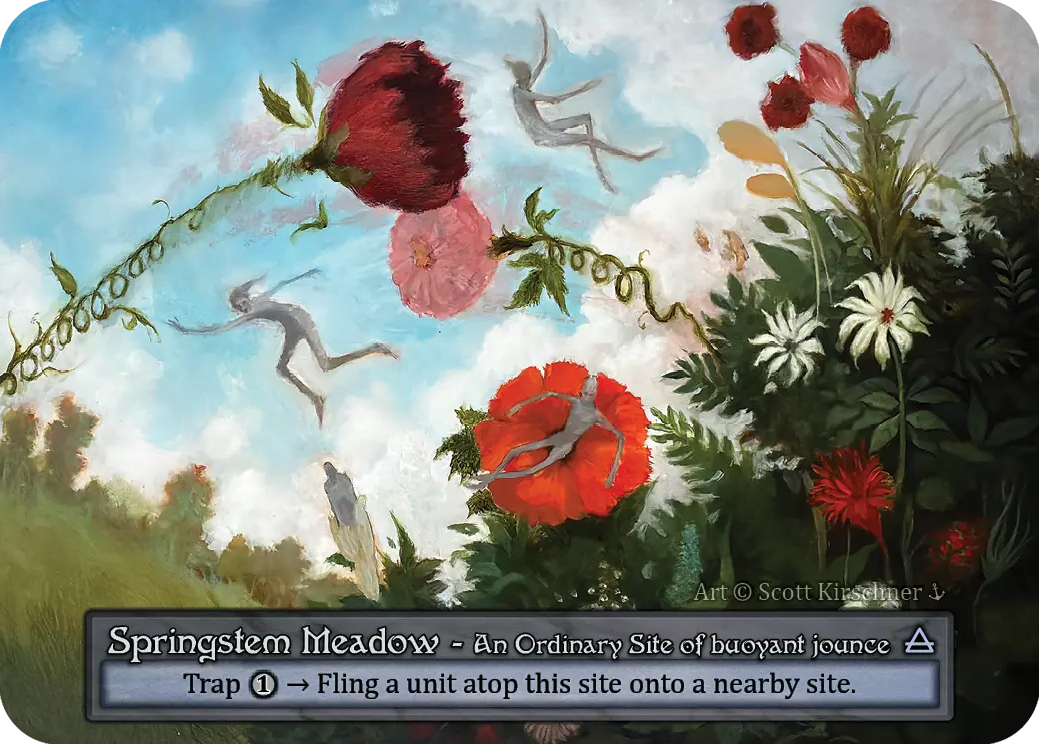 Art © Scott Kirschner
Springstem Meadow - An Ordinary Site of buoyant jounce
Trap ① → Fling a unit atop this site onto a nearby site.